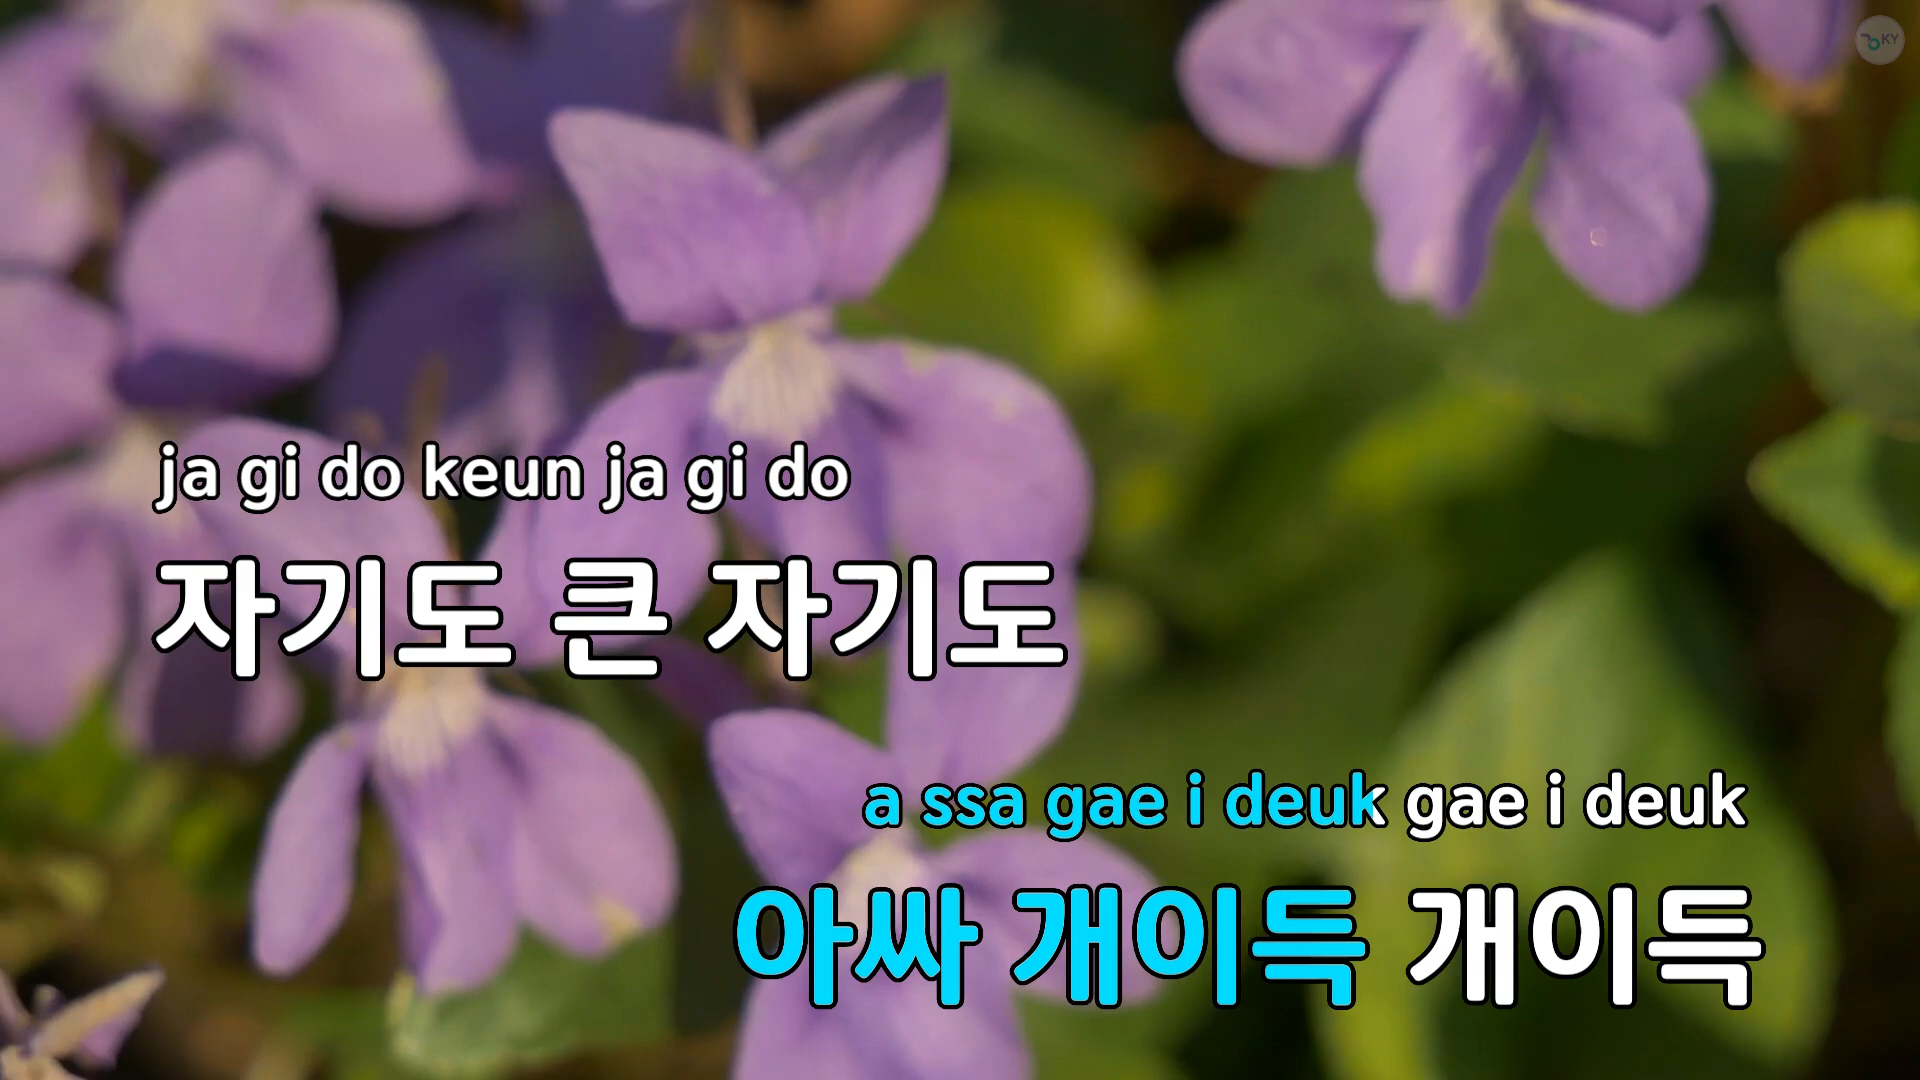 KY
ja gi do keun ja gi do
자기도 큰 자기도
a ssa gae i deuk gae i deuk
아싸 개이득 개이득